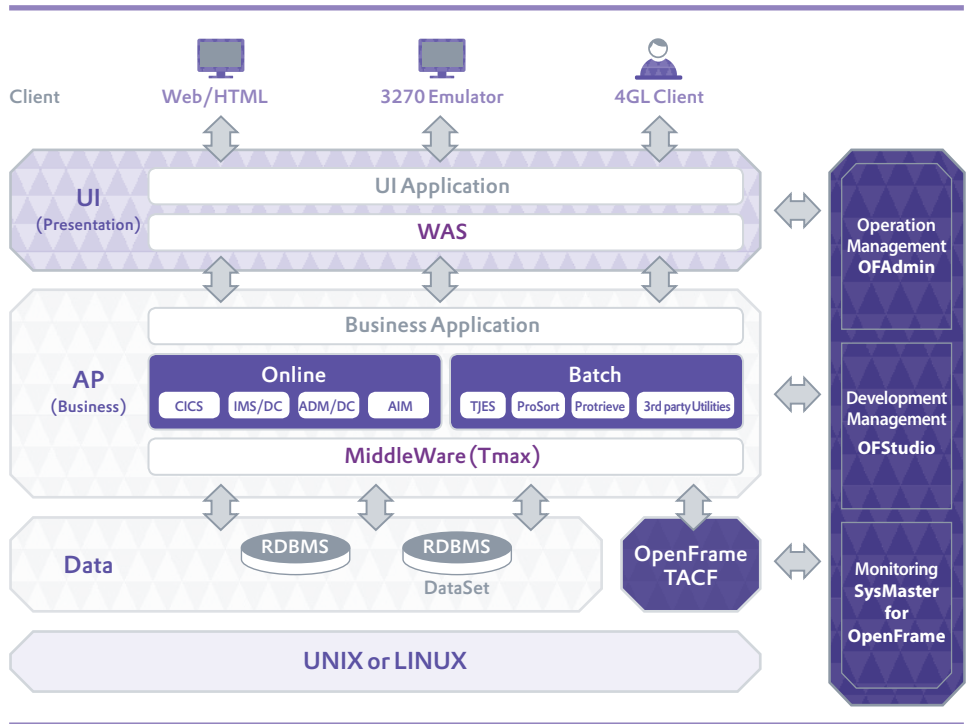 Client
Web/HTML
3270 Emulator
4GL Client
UI
(Presentation)
UI Application
WAS
AP
(Business)
Business Application
Online
CICS
IMS/DC
ADM/DC
AIM
Batch
TJES
ProSort
Protrieve
3rd party Utilities
MiddleWare (Tmax)
Data
RDBMS
RDBMS
DataSet
OpenFrame
TACF
UNIX or LINUX
Operation
Management
OFAdmin
Development
Management
OFStudio
Monitoring
SysMaster
for
OpenFrame